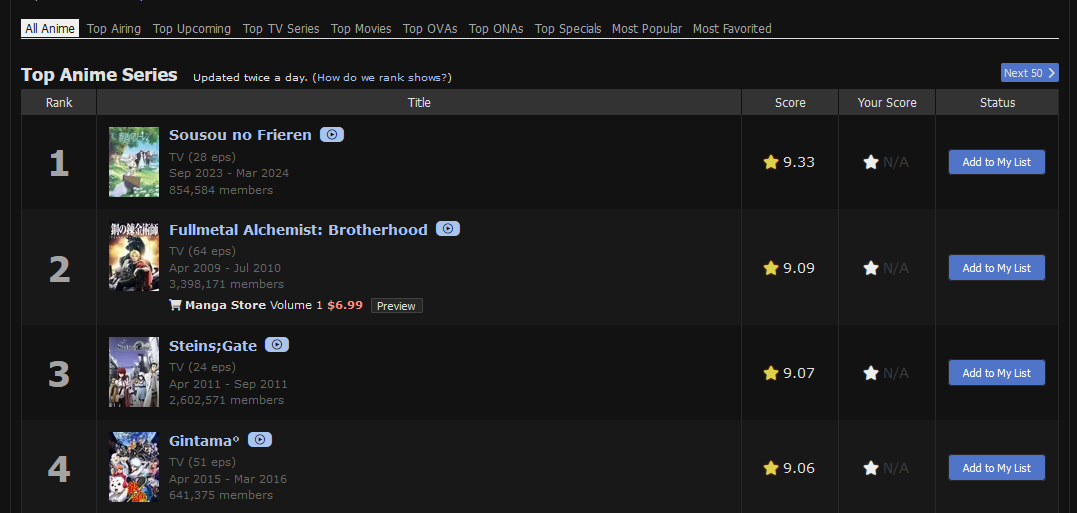 All Anime Top Airing Top Upcoming Top TV Series Top Movies Top OVAs Top ONAs Top Specials Most Popular Most Favorited
Top Anime Series Updated twice a day. (How do we rank shows?) Next 50
Rank Title Score Your Score Status
1
Sousou no Frieren
TV (28 eps)
Sep 2023 - Mar 2024
854,584 members
9.33 N/A Add to My List
2
鋼の錬金術師
Fullmetal Alchemist: Brotherhood
TV (64 eps)
Apr 2009 - Jul 2010
3,398,171 members
Manga Store Volume 1 $6.99 Preview
9.09 N/A Add to My List
3
Steins;Gate
TV (24 eps)
Apr 2011 - Sep 2011
2,602,571 members
9.07 N/A Add to My List
4
Gintama°
TV (51 eps)
Apr 2015 - Mar 2016
641,375 members
9.06 N/A Add to My List